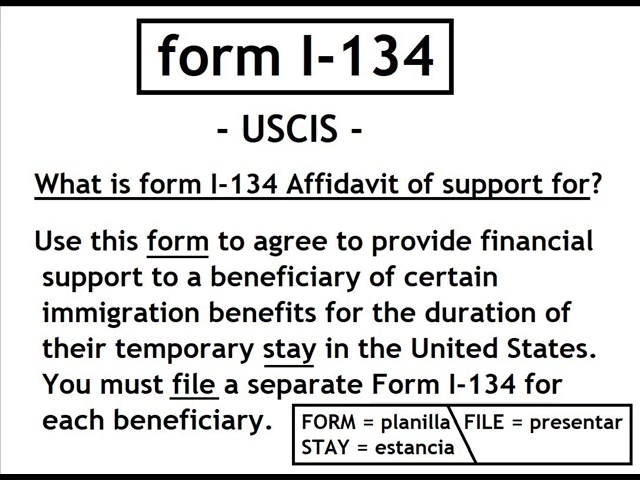 form I-134
- USCIS -
What is form I-134 Affidavit of support for?
Use this form to agree to provide financial
support to a beneficiary of certain
immigration benefits for the duration of
their temporary stay in the United States.
You must file a separate Form I-134 for
each beneficiary.
FORM = planilla FILE = presentar
STAY = estancia